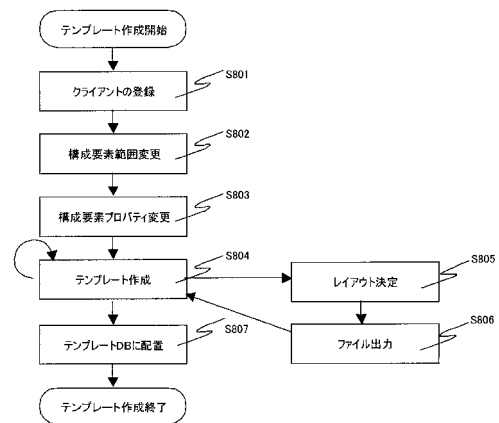 テンプレート作成開始
S801
クライアントの登録
S802
構成要素範囲変更
S803
構成要素プロパティ変更
S804
テンプレート作成
S805
レイアウト決定
S806
ファイル出力
S807
テンプレートDBに配置
テンプレート作成終了